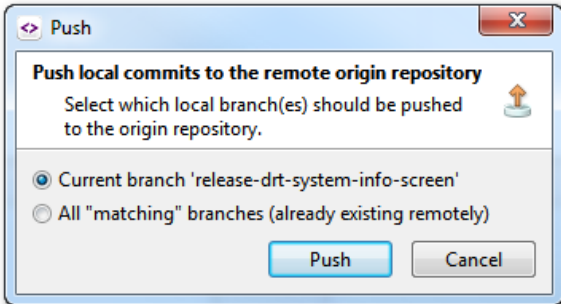 Push
Push local commits to the remote origin repository
Select which local branch(es) should be pushed
to the origin repository.
Current branch 'release-drt-system-info-screen'
All "matching" branches (already existing remotely)
Push
Cancel